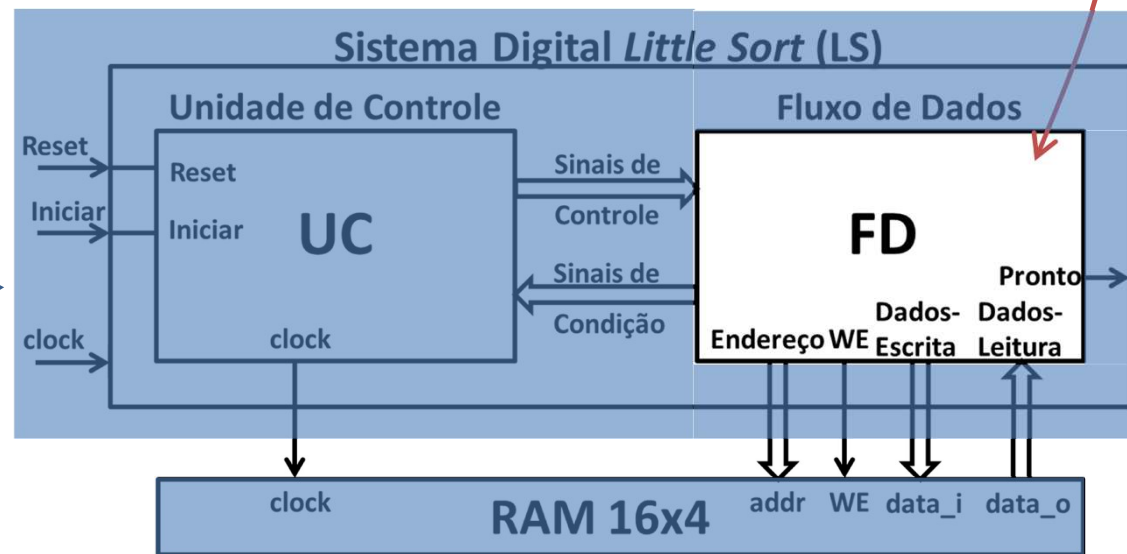 Sistema Digital Little Sort (LS)
Unidade de Controle
Fluxo de Dados
Reset
Iniciar
clock
Reset
Iniciar
UC
clock
Sinais de
Controle
Sinais de
Condição
FD
Pronto
Endereço WE Dados-Escrita Dados-Leitura
clock
addr WE data_i data_o
RAM 16x4